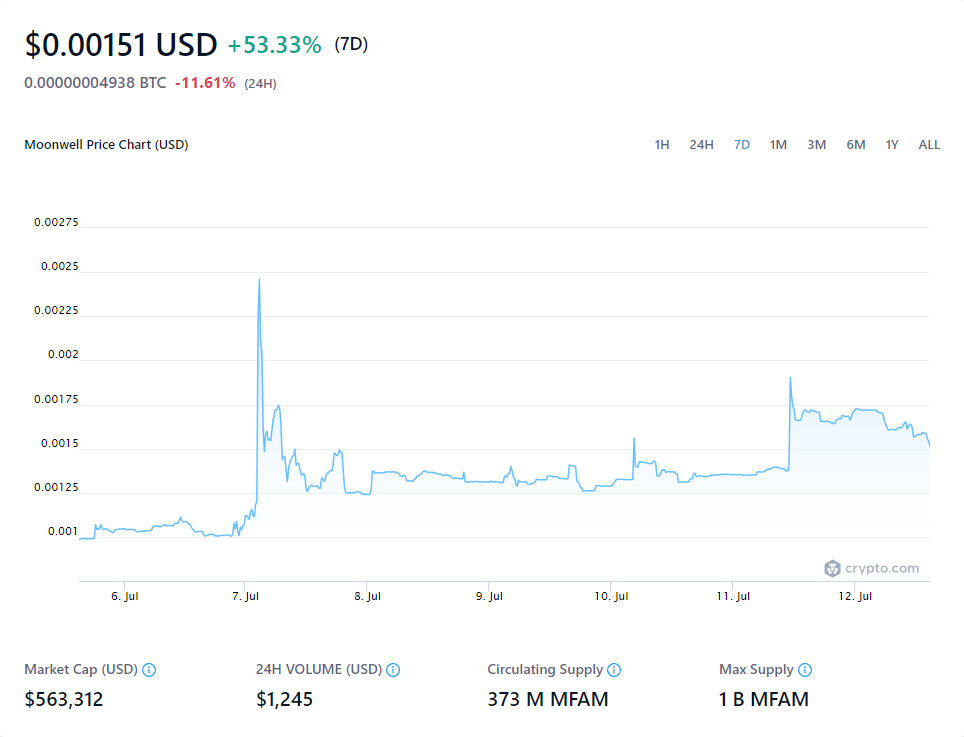 $0.00151 USD +53.33% (7D)
0.00000004938 BTC -11.61% (24H)
Moonwell Price Chart (USD)
1H 24H 7D 1M 3M 6M 1Y ALL
0.00275
0.0025
0.00225
0.002
0.00175
0.0015
0.00125
0.001
crypto.com
6. Jul 7. Jul 8. Jul 9. Jul 10. Jul 11. Jul 12. Jul
Market Cap (USD) 24H VOLUME (USD) Circulating Supply Max Supply
$563,312 $1,245 373 M MFAM 1 B MFAM